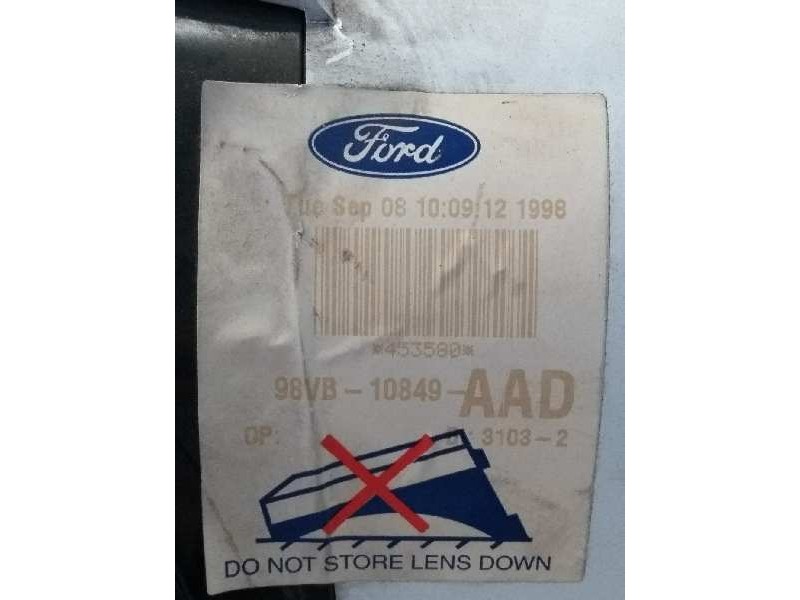 Ford
Tue Sep 08 10:09:12 1998
*453580*
98VB-10849-AAD
OP: 3103-2
DO NOT STORE LENS DOWN